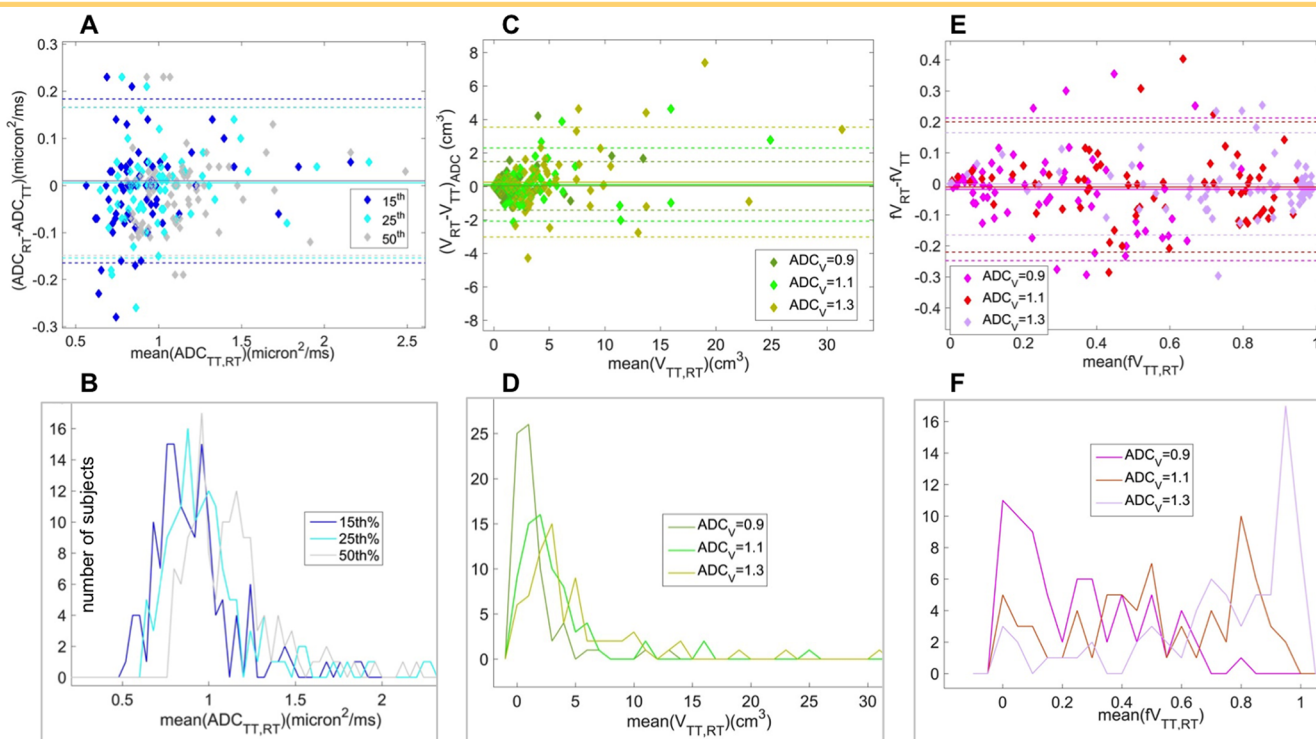 A
(ADC_RT-ADC_TT)(micron²/ms)
0.3
0.2
0.1
0
-0.1
-0.2
-0.3
15th
25th
50th
0.5 1 1.5 2 2.5
mean(ADC_TT,RT)(micron²/ms)
C
(V_RT-V_TT)_ADC (cm³)
8
6
4
2
0
-2
-4
-6
-8
ADC_V=0.9
ADC_V=1.1
ADC_V=1.3
0 5 10 15 20 25 30
mean(V_TT,RT)(cm³)
E
fV_RT-fV_TT
0.4
0.3
0.2
0.1
0
-0.1
-0.2
-0.3
-0.4
ADC_V=0.9
ADC_V=1.1
ADC_V=1.3
0 0.2 0.4 0.6 0.8 1
mean(fV_TT,RT)
B
number of subjects
16
14
12
10
8
6
4
2
0
15th%
25th%
50th%
0.5 1 1.5 2
mean(ADC_TT,RT)(micron²/ms)
D
25
20
15
10
5
0
ADC_V=0.9
ADC_V=1.1
ADC_V=1.3
0 5 10 15 20 25 30
mean(V_TT,RT)(cm³)
F
16
14
12
10
8
6
4
2
0
ADC_V=0.9
ADC_V=1.1
ADC_V=1.3
0 0.2 0.4 0.6 0.8 1
mean(fV_TT,RT)